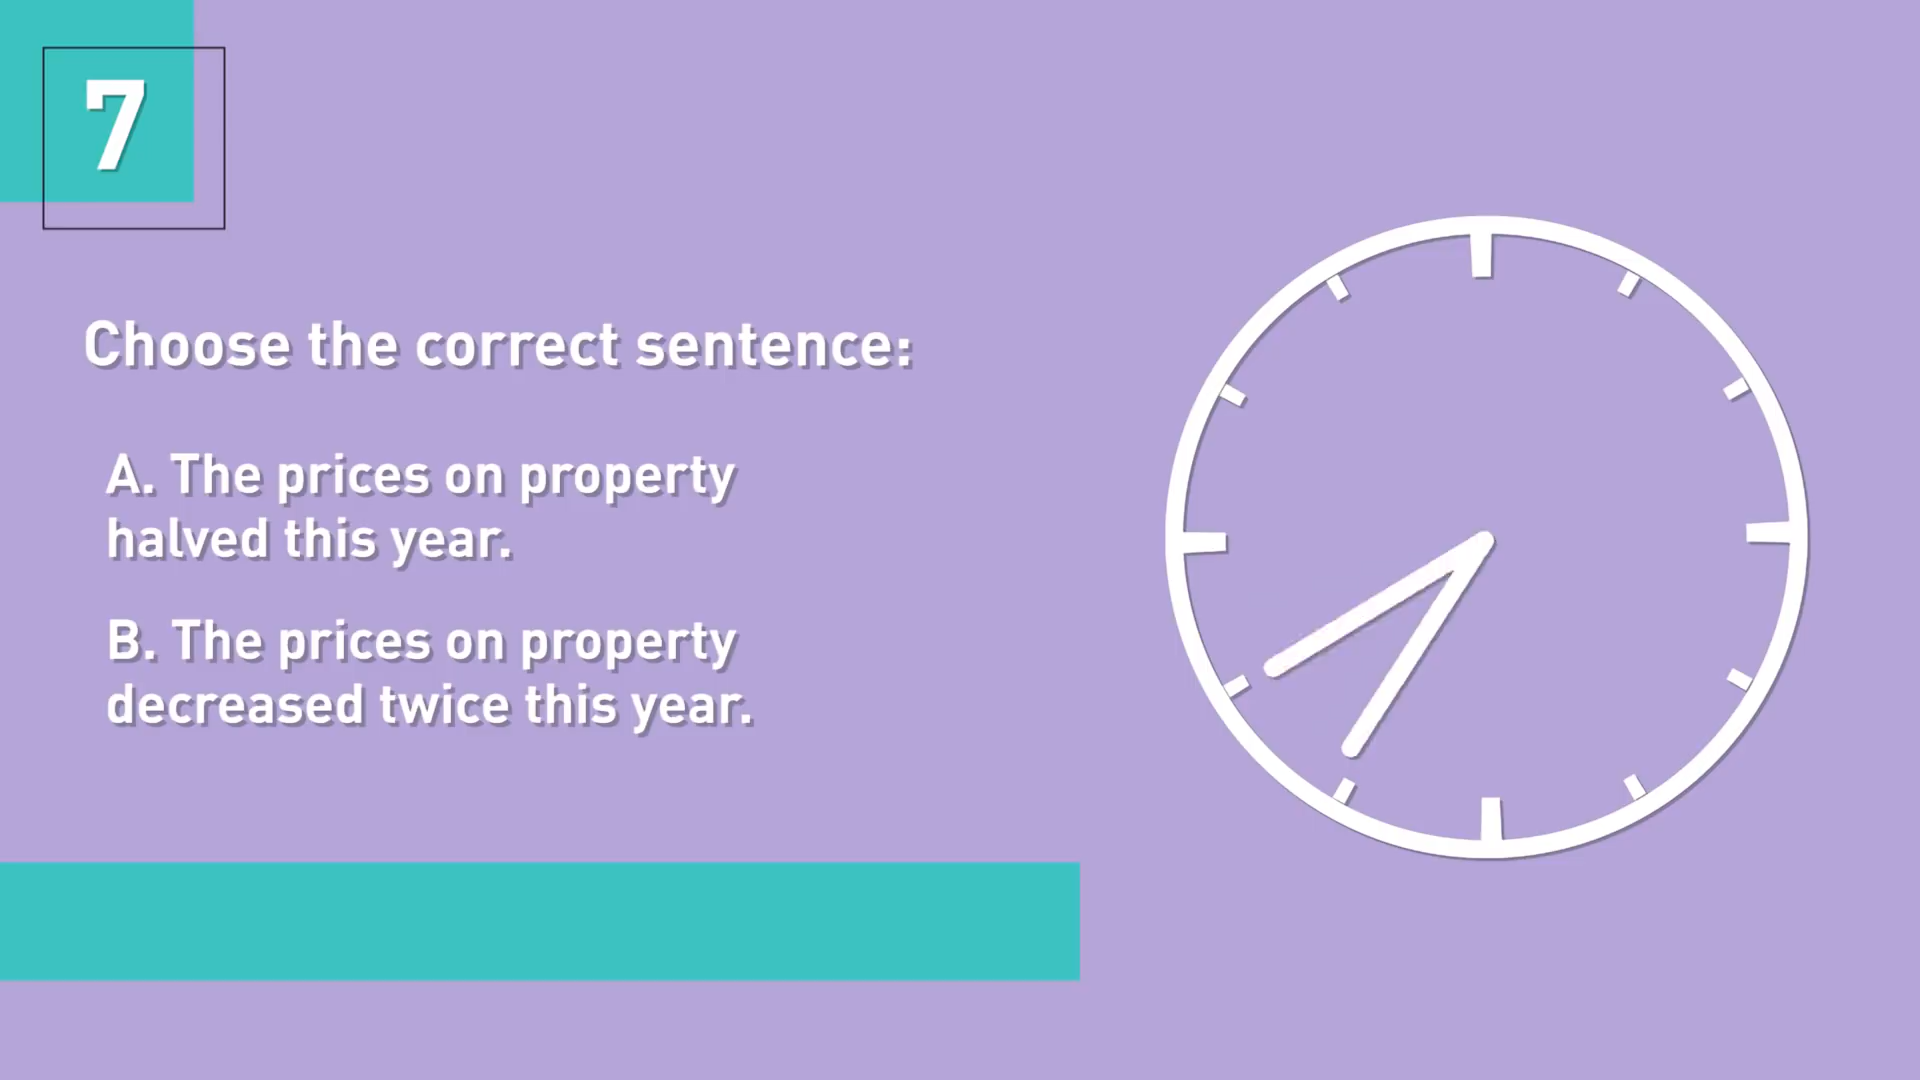 7
Choose the correct sentence:
A. The prices on property
halved this year.
B. The prices on property
decreased twice this year.